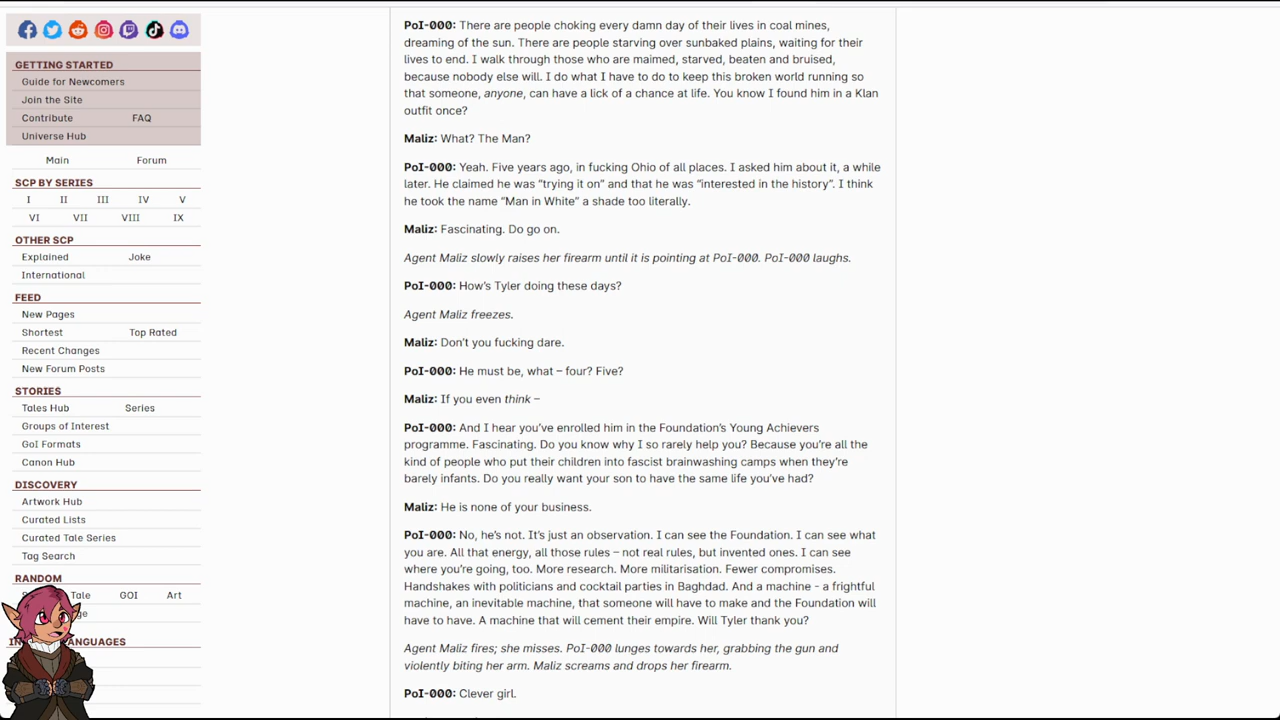 GETTING STARTED
Guide for Newcomers
Join the Site
Contribute FAQ
Universe Hub
Main Forum
SCP BY SERIES
I II III IV V
VI VII VIII IX
OTHER SCP
Explained Joke
International
FEED
New Pages
Shortest Top Rated
Recent Changes
New Forum Posts
STORIES
Tales Hub Series
Groups of Interest
GoI Formats
Canon Hub
DISCOVERY
Artwork Hub
Curated Lists
Curated Tale Series
Tag Search
RANDOM
Tale GOI Art
PoI-000: There are people choking every damn day of their lives in coal mines,
dreaming of the sun. There are people starving over sunbaked plains, waiting for their
lives to end. I walk through those who are maimed, starved, beaten and bruised,
because nobody else will. I do what I have to do to keep this broken world running so
that someone, anyone, can have a lick of a chance at life. You know I found him in a Klan
outfit once?
Maliz: What? The Man?
PoI-000: Yeah. Five years ago, in fucking Ohio of all places. I asked him about it, a while
later. He claimed he was “trying it on” and that he was “interested in the history”. I think
he took the name “Man in White” a shade too literally.
Maliz: Fascinating. Do go on.
Agent Maliz slowly raises her firearm until it is pointing at PoI-000. PoI-000 laughs.
PoI-000: How’s Tyler doing these days?
Agent Maliz freezes.
Maliz: Don’t you fucking dare.
PoI-000: He must be, what – four? Five?
Maliz: If you even think –
PoI-000: And I hear you’ve enrolled him in the Foundation’s Young Achievers
programme. Fascinating. Do you know why I so rarely help you? Because you’re all the
kind of people who put their children into fascist brainwashing camps when they’re
barely infants. Do you really want your son to have the same life you’ve had?
Maliz: He is none of your business.
PoI-000: No, he’s not. It’s just an observation. I can see the Foundation. I can see what
you are. All that energy, all those rules – not real rules, but invented ones. I can see
where you’re going, too. More research. More militarisation. Fewer compromises.
Handshakes with politicians and cocktail parties in Baghdad. And a machine - a frightful
machine, an inevitable machine, that someone will have to make and the Foundation will
have to have. A machine that will cement their empire. Will Tyler thank you?
Agent Maliz fires; she misses. PoI-000 lunges towards her, grabbing the gun and
violently biting her arm. Maliz screams and drops her firearm.
PoI-000: Clever girl.